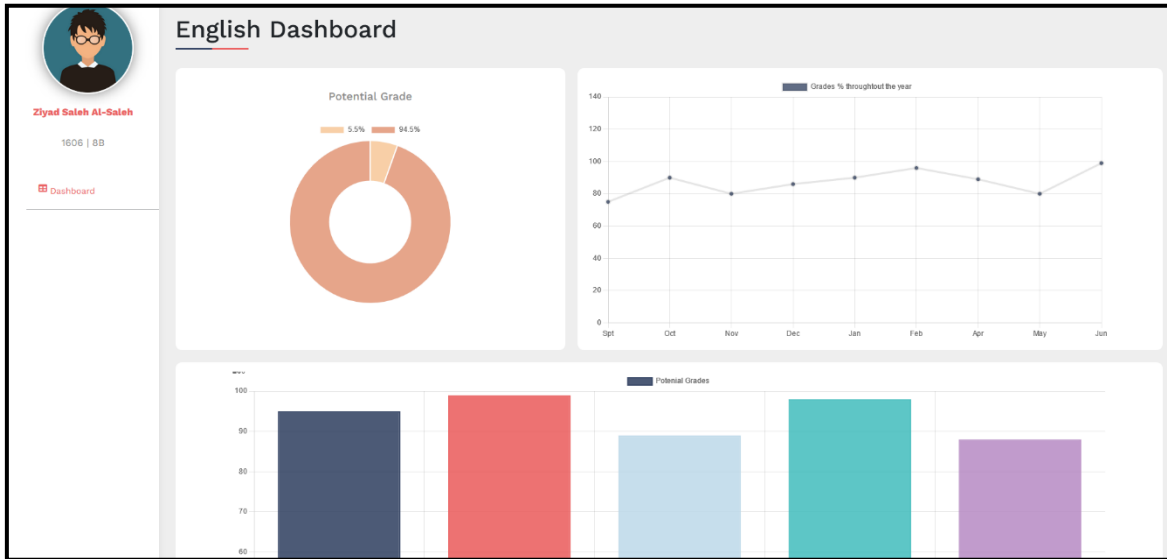 English Dashboard
Ziyad Saleh Al-Saleh
1606 | 8B
Dashboard
Potential Grade
5.5% 94.5%
Grades % throughtout the year
140
120
100
80
60
40
20
0
Spt Oct Nov Dec Jan Feb Apr May Jun
Potenial Grades
100
90
80
70
60